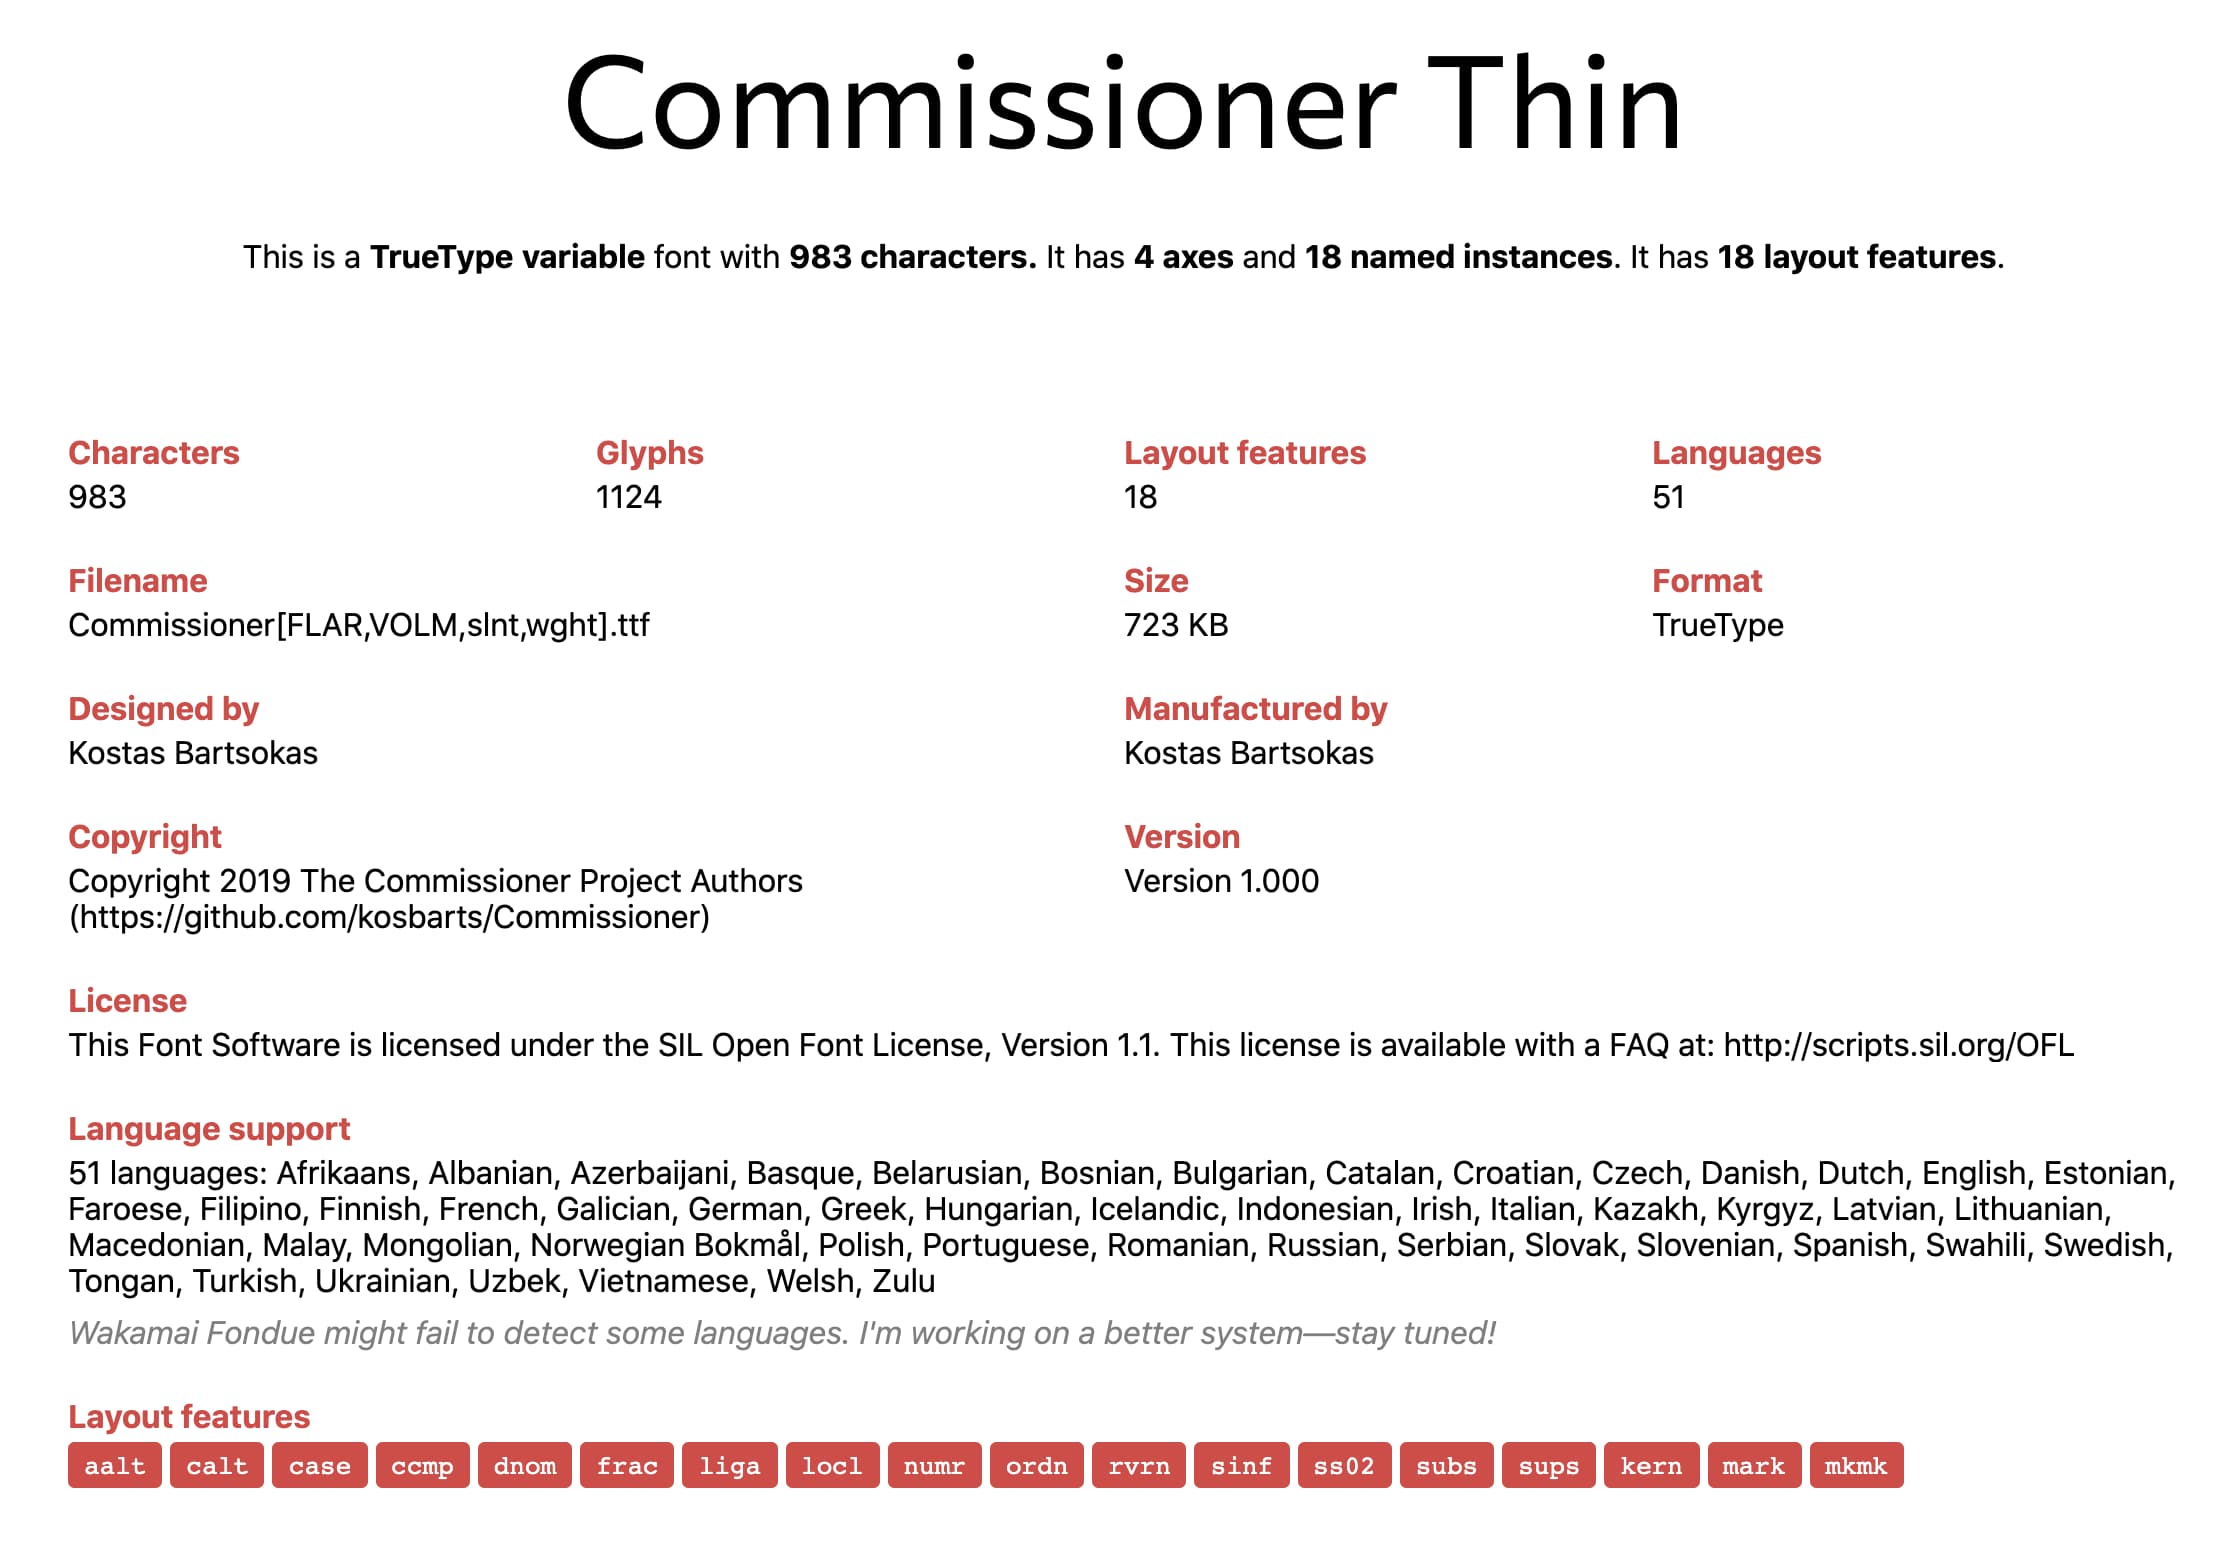 Commissioner Thin
This is a TrueType variable font with 983 characters. It has 4 axes and 18 named instances. It has 18 layout features.
Characters
983
Glyphs
1124
Layout features
18
Languages
51
Filename
Commissioner[FLAR,VOLM,slnt,wght].ttf
Size
723 KB
Format
TrueType
Designed by
Kostas Bartsokas
Manufactured by
Kostas Bartsokas
Copyright
Copyright 2019 The Commissioner Project Authors
(https://github.com/kosbarts/Commissioner)
Version
Version 1.000
License
This Font Software is licensed under the SIL Open Font License, Version 1.1. This license is available with a FAQ at: http://scripts.sil.org/OFL
Language support
51 languages: Afrikaans, Albanian, Azerbaijani, Basque, Belarusian, Bosnian, Bulgarian, Catalan, Croatian, Czech, Danish, Dutch, English, Estonian,
Faroese, Filipino, Finnish, French, Galician, German, Greek, Hungarian, Icelandic, Indonesian, Irish, Italian, Kazakh, Kyrgyz, Latvian, Lithuanian,
Macedonian, Malay, Mongolian, Norwegian Bokmål, Polish, Portuguese, Romanian, Russian, Serbian, Slovak, Slovenian, Spanish, Swahili, Swedish,
Tongan, Turkish, Ukrainian, Uzbek, Vietnamese, Welsh, Zulu
Wakamai Fondue might fail to detect some languages. I'm working on a better system—stay tuned!
Layout features
aalt calt case ccmp dnom frac liga locl numr ordn rvrn sinf ss02 subs sups kern mark mkmk